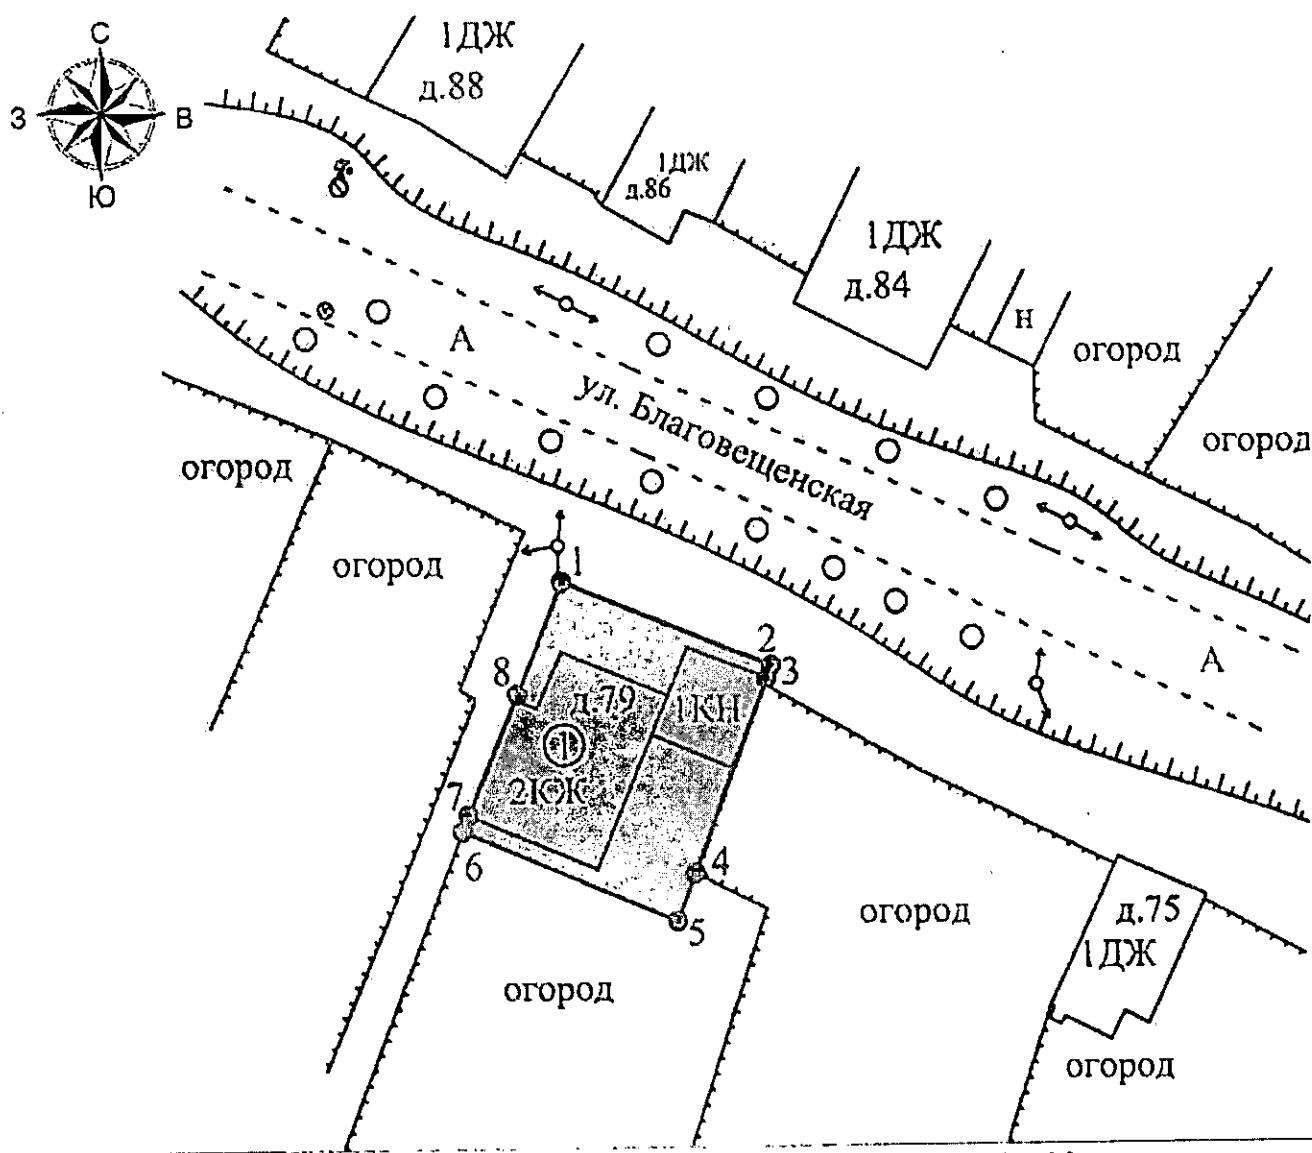 С
З
В
Ю
1ДЖ
д.88
1ДЖ
д.86
1ДЖ
д.84
н
огород
огород
А
ул. Благовещенская
А
огород
огород
1
2
3
8
д.79
1КН
1
2КЖ
7
6
4
5
огород
огород
д.75
1ДЖ
огород